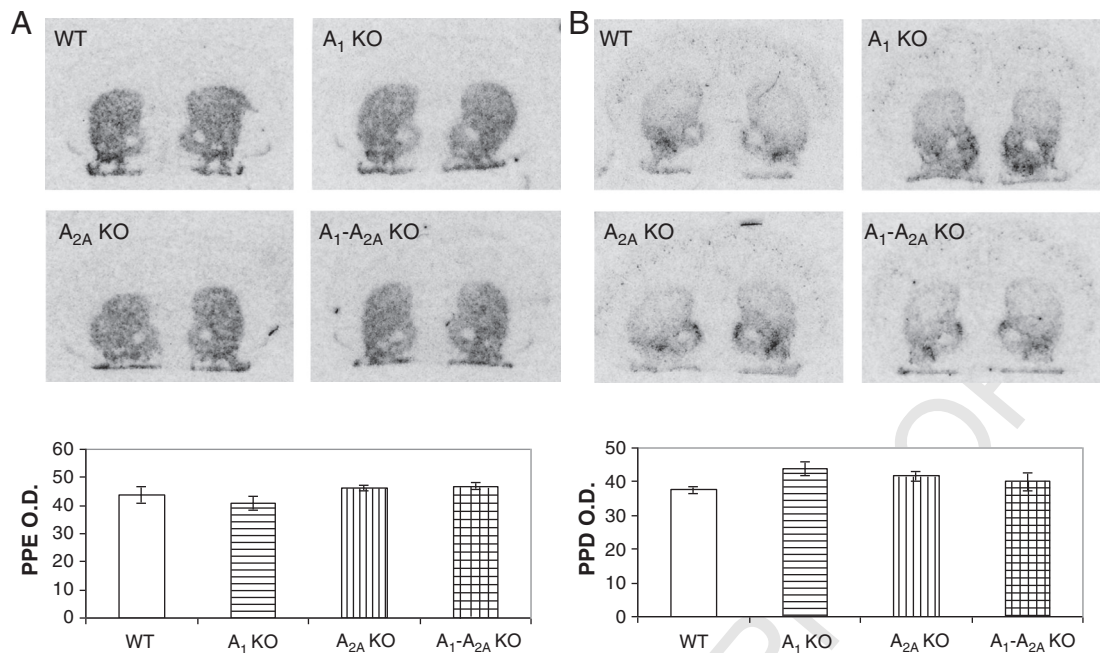 A
B
WT
A₁ KO
WT
A₁ KO
A₂A KO
A₁-A₂A KO
A₂A KO
A₁-A₂A KO
PPE O.D.
60
50
40
30
20
10
0
WT
A₁ KO
A₂A KO
A₁-A₂A KO
PPD O.D.
50
40
30
20
10
0
WT
A₁ KO
A₂A KO
A₁-A₂A KO